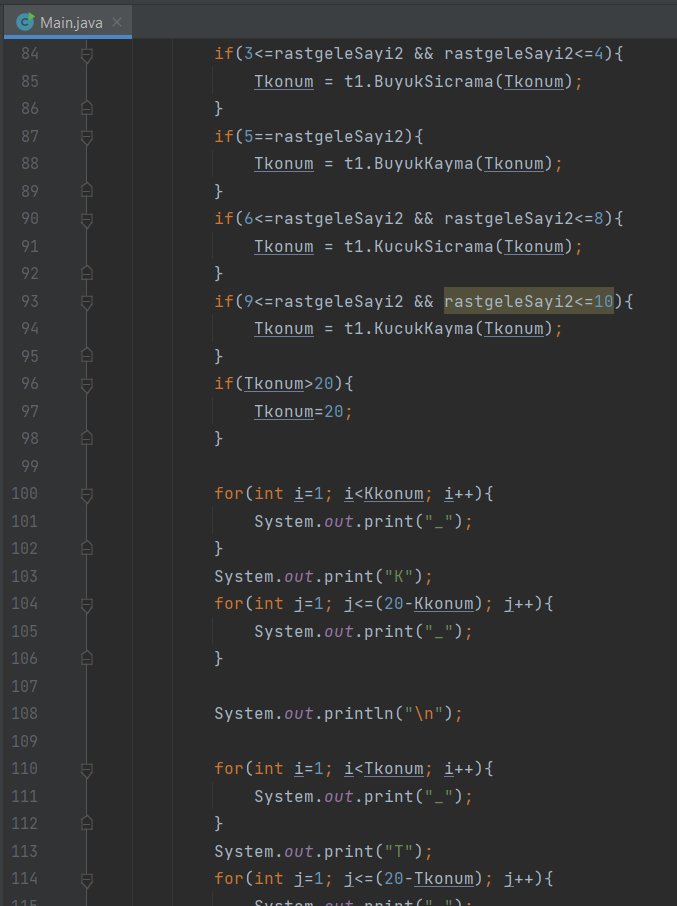 Main.java
84 if(3<=rastgeleSayi2 && rastgeleSayi2<=4){
85 Tkonum = t1.BuyukSicrama(Tkonum);
86 }
87 if(5==rastgeleSayi2){
88 Tkonum = t1.BuyukKayma(Tkonum);
89 }
90 if(6<=rastgeleSayi2 && rastgeleSayi2<=8){
91 Tkonum = t1.KucukSicrama(Tkonum);
92 }
93 if(9<=rastgeleSayi2 && rastgeleSayi2<=10){
94 Tkonum = t1.KucukKayma(Tkonum);
95 }
96 if(Tkonum>20){
97 Tkonum=20;
98 }
99
100 for(int i=1; i<Kkonum; i++){
101 System.out.print("_");
102 }
103 System.out.print("K");
104 for(int j=1; j<=(20-Kkonum); j++){
105 System.out.print("_");
106 }
107
108 System.out.println("\n");
109
110 for(int i=1; i<Tkonum; i++){
111 System.out.print("_");
112 }
113 System.out.print("T");
114 for(int j=1; j<=(20-Tkonum); j++){
115 System.out.print("_");